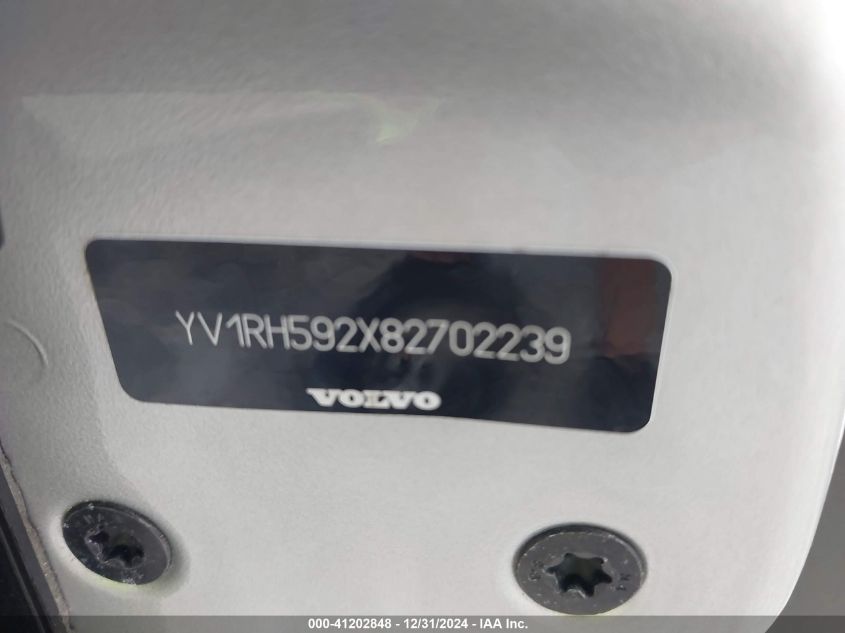 YV1RH592X82702239
VOLVO
000-41202848 - 12/31/2024 - IAA Inc.